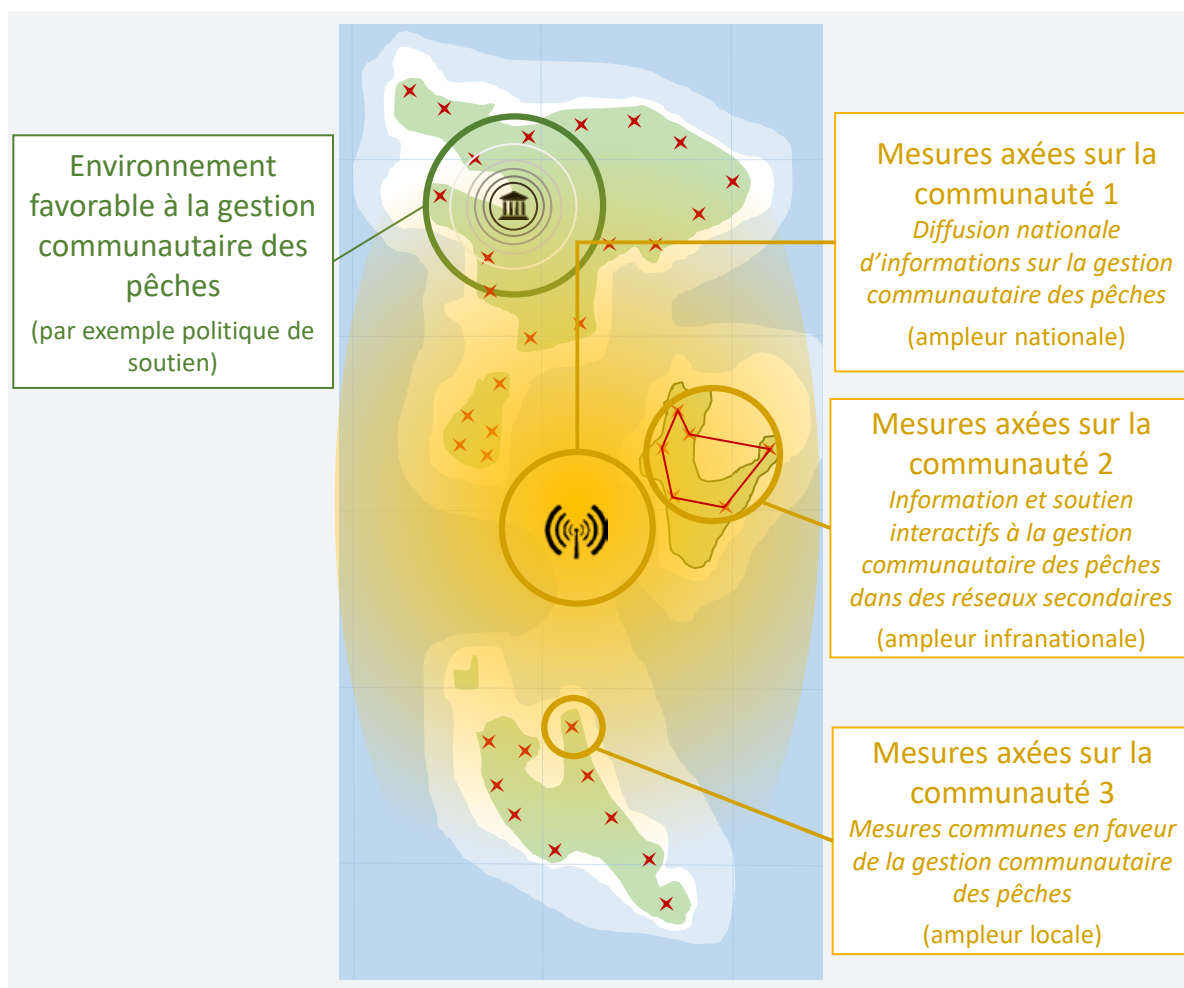 Environnement
favorable à la gestion
communautaire des
pêches
(par exemple politique de
soutien)
Mesures axées sur la
communauté 1
Diffusion nationale
d'informations sur la gestion
communautaire des pêches
(ampleur nationale)
Mesures axées sur la
communauté 2
Information et soutien
interactifs à la gestion
communautaire des pêches
dans des réseaux secondaires
(ampleur infranationale)
Mesures axées sur la
communauté 3
Mesures communes en faveur
de la gestion communautaire
des pêches
(ampleur locale)